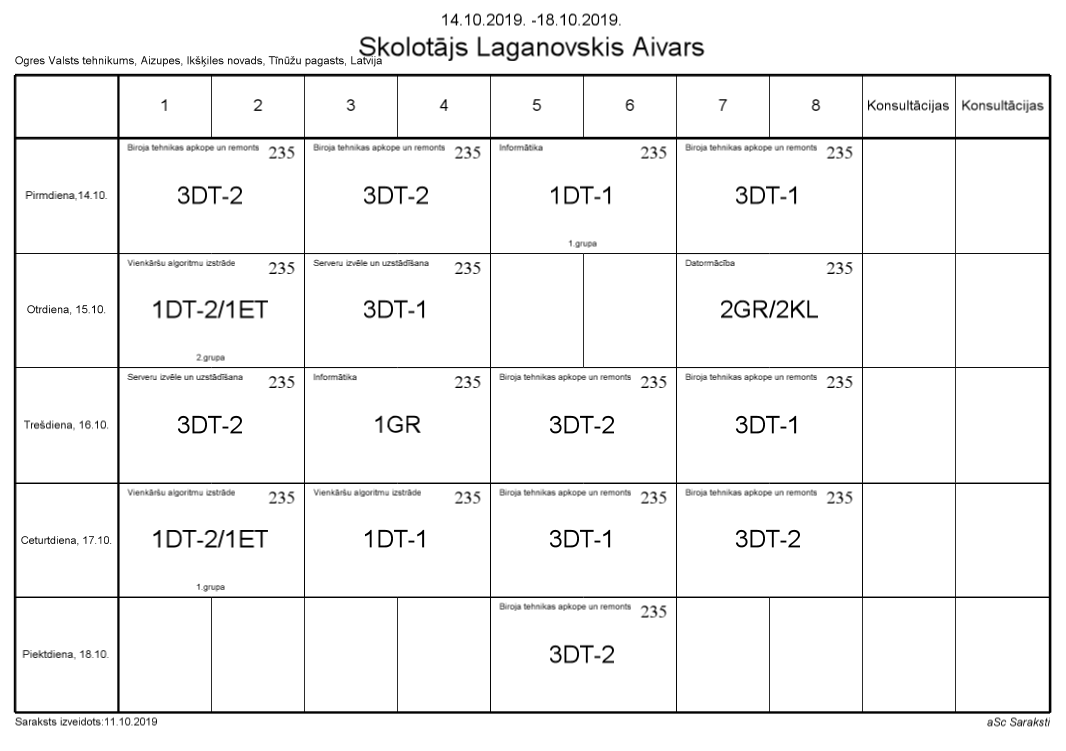 14.10.2019. -18.10.2019.
Skolotājs Laganovskis Aivars
Ogres Valsts tehnikums, Aizupes, Ikšķiles novads, Tīnūžu pagasts, Latvija
1 2 3 4 5 6 7 8 Konsultācijas Konsultācijas
Biroja tehnikas apkope un remonts 235 Biroja tehnikas apkope un remonts 235 Informātika 235 Biroja tehnikas apkope un remonts 235
Pirmdiena,14.10. 3DT-2 3DT-2 1DT-1 3DT-1
1.grupa
Vienkāršu algoritmu izstrāde 235 Serveru izvēle un uzstādīšana 235 Datormācība 235
Otrdiena, 15.10. 1DT-2/1ET 3DT-1 2GR/2KL
2.grupa
Serveru izvēle un uzstādīšana 235 Informātika 235 Biroja tehnikas apkope un remonts 235 Biroja tehnikas apkope un remonts 235
Trešdiena, 16.10. 3DT-2 1GR 3DT-2 3DT-1
Vienkāršu algoritmu izstrāde 235 Vienkāršu algoritmu izstrāde 235 Biroja tehnikas apkope un remonts 235 Biroja tehnikas apkope un remonts 235
Ceturtdiena, 17.10. 1DT-2/1ET 1DT-1 3DT-1 3DT-2
1.grupa
Biroja tehnikas apkope un remonts 235
Piektdiena, 18.10. 3DT-2
Saraksts izveidots:11.10.2019 aSc Saraksti